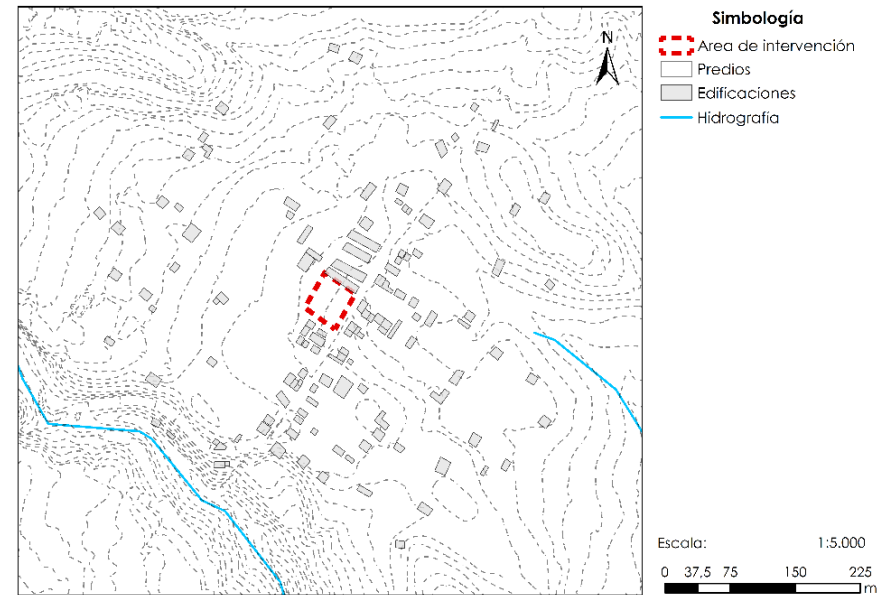 N
Simbología
Area de intervención
Predios
Edificaciones
Hidrografía
Escala: 1:5.000
0 37,5 75 150 225
m